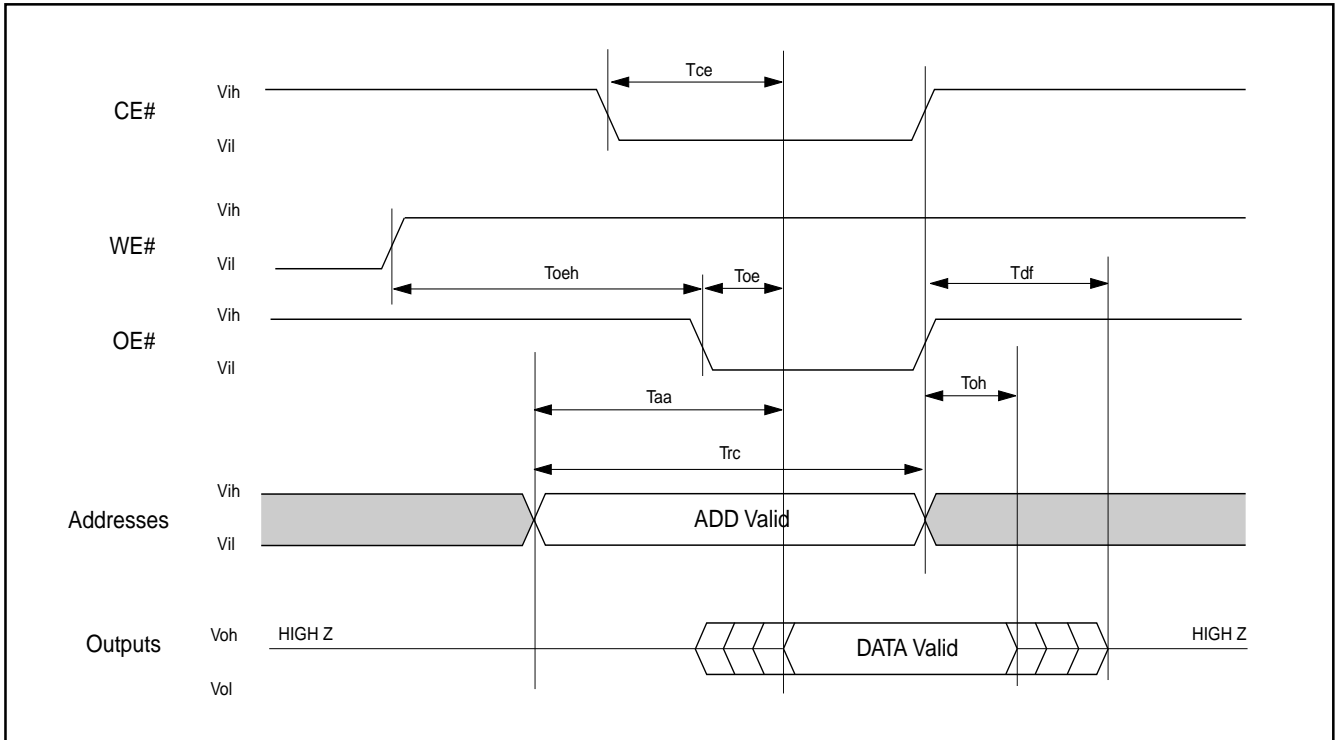 Tce
CE#
Vih
Vil
WE#
Vih
Vil
Toeh
Toe
Tdf
OE#
Vih
Vil
Toh
Taa
Trc
Addresses
Vih
Vil
ADD Valid
Outputs
Voh
Vol
HIGH Z
DATA Valid
HIGH Z